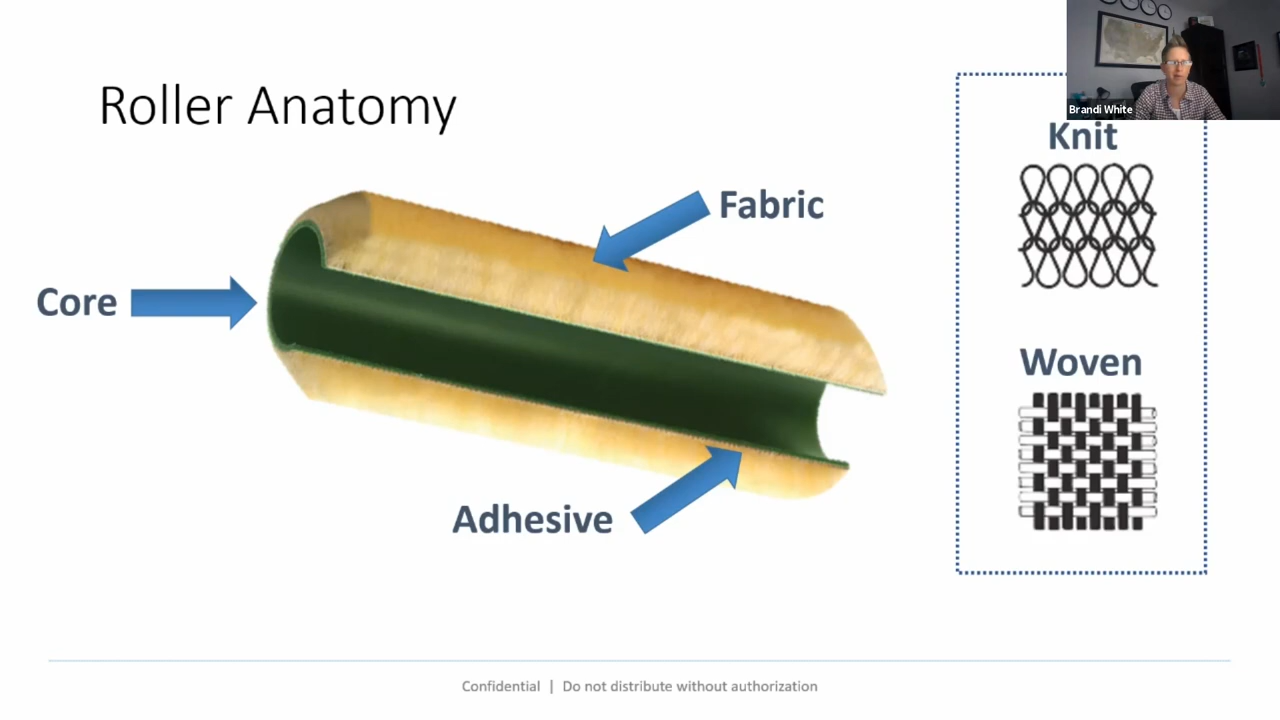 Roller Anatomy
Brandi White
Knit
Fabric
Core
Woven
Adhesive
Confidential | Do not distribute without authorization